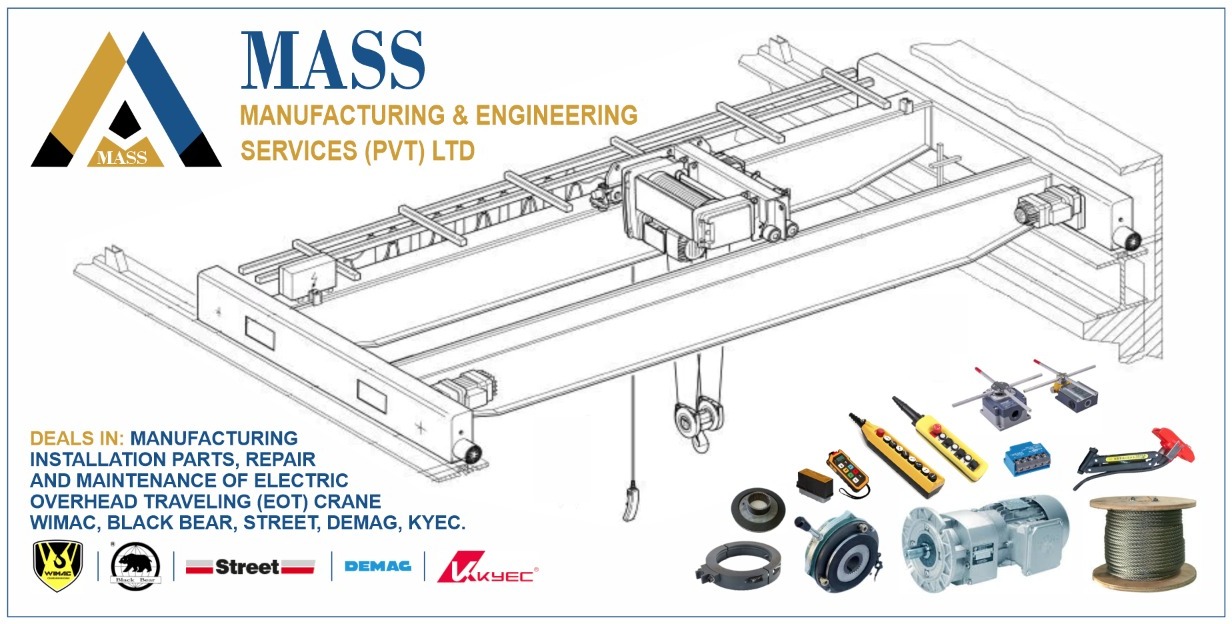 MASS
MASS
MANUFACTURING & ENGINEERING
SERVICES (PVT) LTD
DEALS IN: MANUFACTURING
INSTALLATION PARTS, REPAIR
AND MAINTENANCE OF ELECTRIC
OVERHEAD TRAVELING (EOT) CRANE
WIMAC, BLACK BEAR, STREET, DEMAG, KYEC.
WIMAC
Black Bear
Street
DEMAG
KYEC®